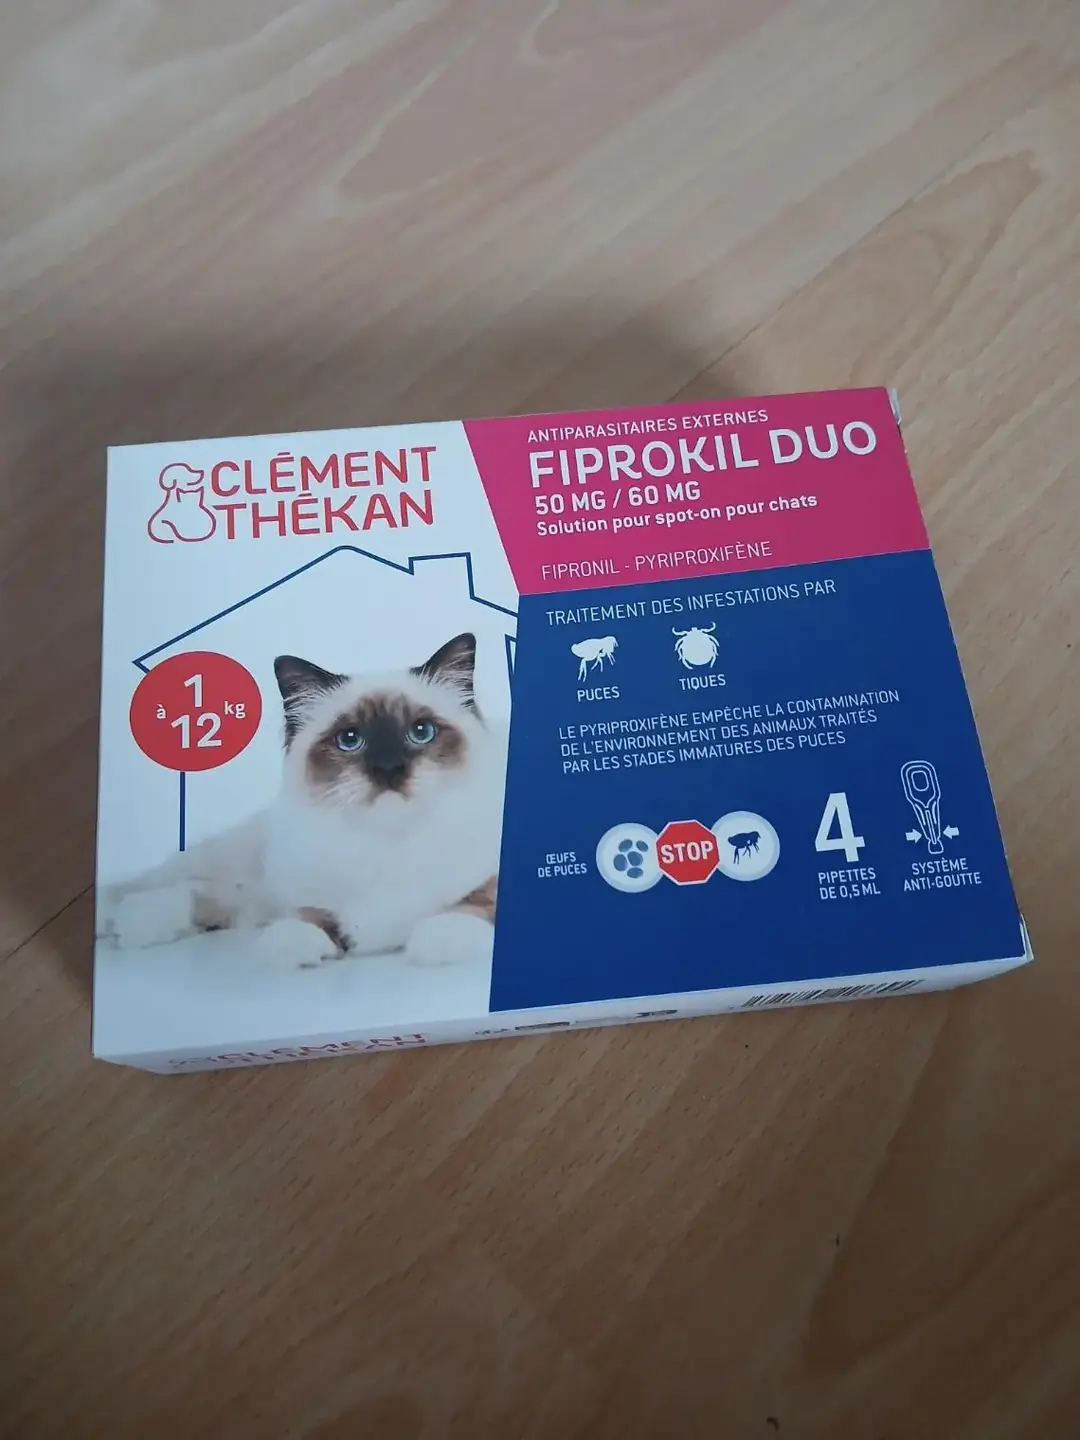 CLÉMENT
THÉKAN
à 1
12 kg
ANTIPARASITAIRES EXTERNES
FIPROKIL DUO
50 MG / 60 MG
Solution pour spot-on pour chats
FIPRONIL - PYRIPROXIFÈNE
TRAITEMENT DES INFESTATIONS PAR
PUCES
TIQUES
LE PYRIPROXIFÈNE EMPÊCHE LA CONTAMINATION
DE L'ENVIRONNEMENT DES ANIMAUX TRAITÉS
PAR LES STADES IMMATURES DES PUCES
ŒUFS
DE PUCES
STOP
4
PIPETTES
DE 0,5 ML
SYSTÈME
ANTI-GOUTTE
CLÉMENT
THÉKAN